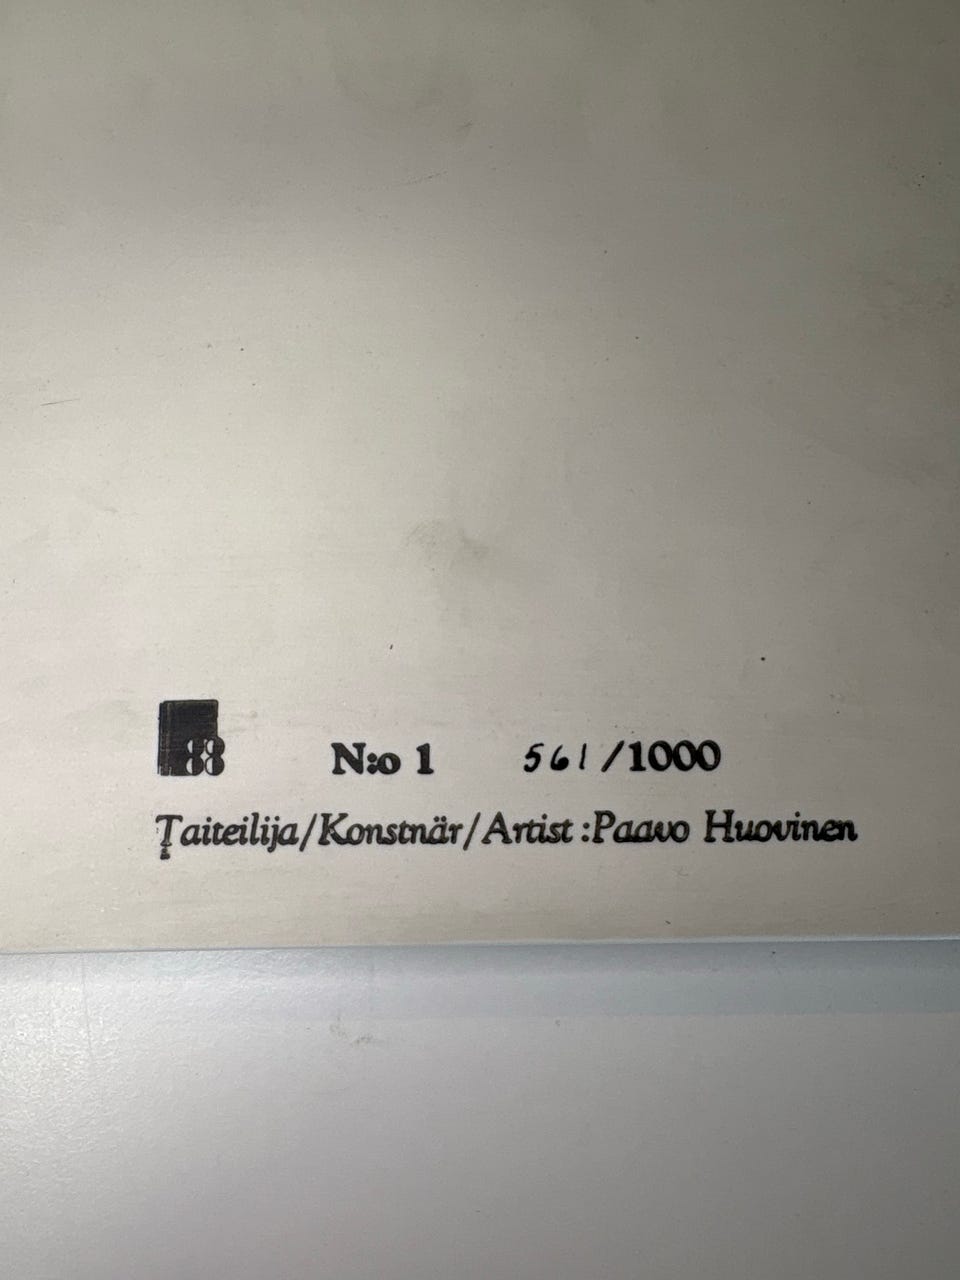 88 N:o 1 561/1000
Taiteilija/Konstnär/Artist:Paavo Huovinen